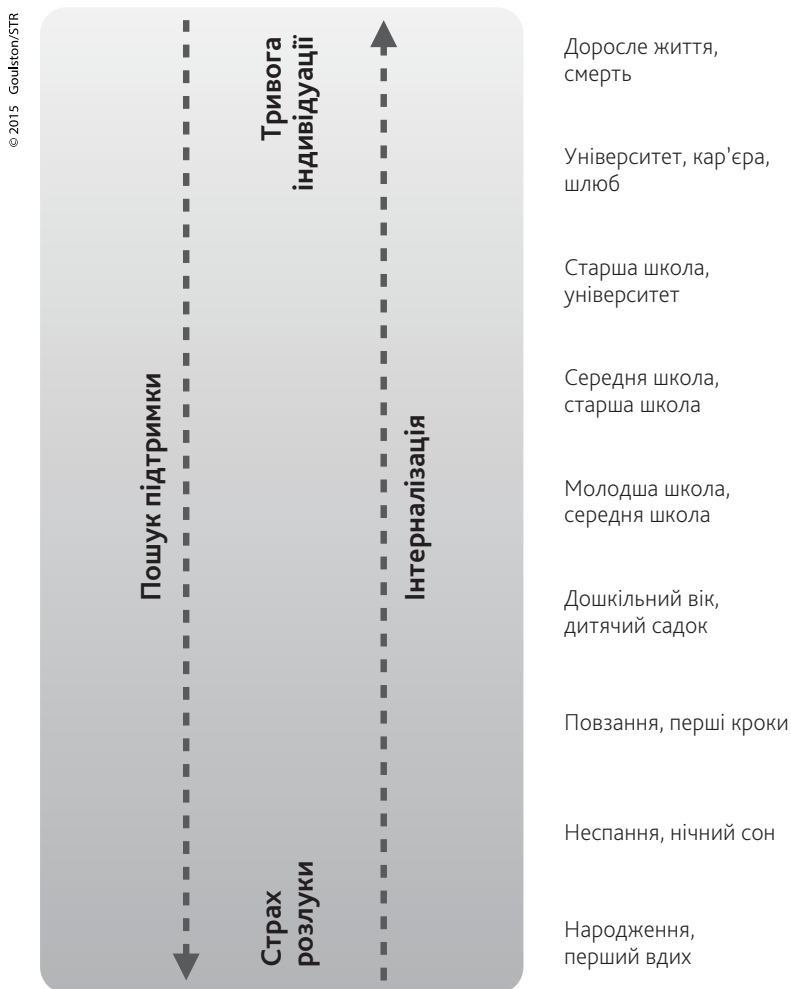 © 2015 Goulston/STR
Тривога
індивідуації
Пошук підтримки
Інтерналізація
Страх
розлуки
Доросле життя,
смерть
Університет, кар’єра,
шлюб
Старша школа,
університет
Середня школа,
старша школа
Молодша школа,
середня школа
Дошкільний вік,
дитячий садок
Повзання, перші кроки
Неспання, нічний сон
Народження,
перший вдих